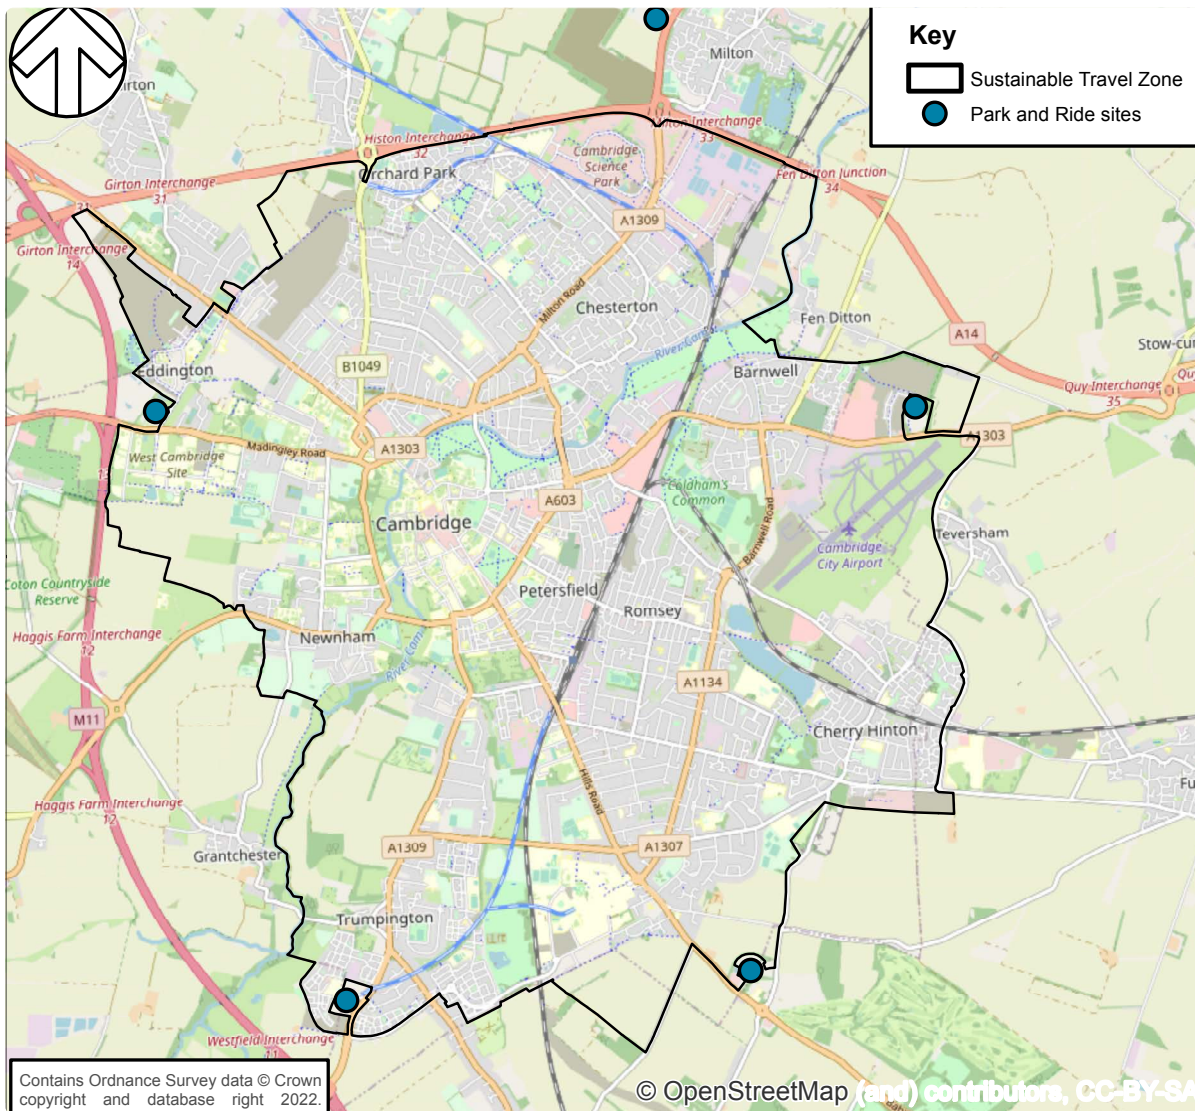 Key
Sustainable Travel Zone
Park and Ride sites
Milton
Histon Interchange
32
Orchard Park
Cambridge
Science
Park
33
Fen Ditton Junction
34
Girton Interchange
31
31
Girton Interchange
14
A1309
Milton Road
Chesterton
Fen Ditton
A14
River Cam
B1049
Eddington
Barnwell
Quy Interchange
35
A1303
Madingley Road
West Cambridge
Site
13
A1303
A603
Coldham's
Common
Cambridge
Barnwell Road
Cambridge
City Airport
Teversham
Coton Countryside
Reserve
Petersfield
Romsey
Haggis Farm Interchange
12
Newnham
River Cam
A1134
M11
Cherry Hinton
Hills Road
Haggis Farm Interchange
12
Grantchester
A1309
A1307
Trumpington
Westfield Interchange
11
Contains Ordnance Survey data © Crown
copyright and database right 2022.
© OpenStreetMap (and) contributors, CC-BY-SA